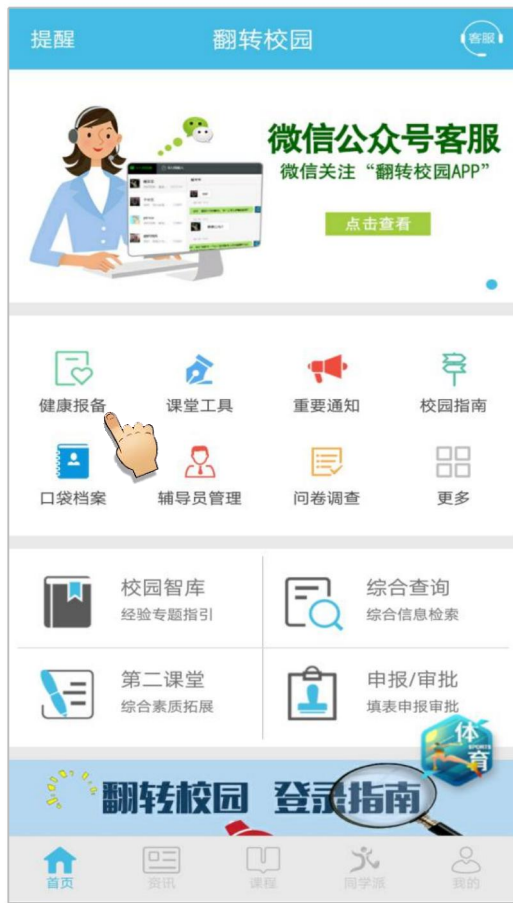 提醒
翻转校园
客服
微信公众号客服
微信关注“翻转校园APP”
点击查看
健康报备
课堂工具
重要通知
校园指南
口袋档案
辅导员管理
问卷调查
更多
校园智库
经验专题指引
综合查询
综合信息检索
第二课堂
综合素质拓展
申报/审批
填表申报审批
体
SPORTS
育
翻转校园 登录指南
首页
资讯
课程
同学派
我的